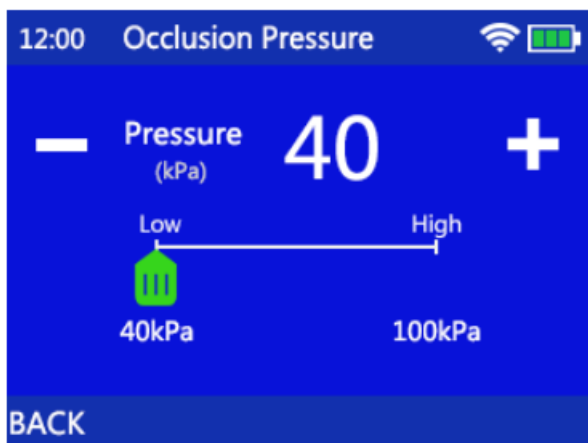 12:00 Occlusion Pressure
Pressure 40
(kPa)
Low High
40kPa 100kPa
BACK